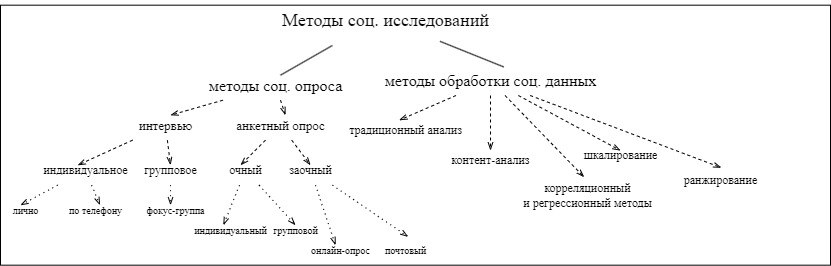 Методы соц. исследований
методы соц. опроса
методы обработки соц. данных
интервью
анкетный опрос
традиционный анализ
контент-анализ
шкалирование
корреляционный
и регрессионный методы
ранжирование
индивидуальное
групповое
очный
заочный
лично
по телефону
фокус-группа
индивидуальный
групповой
онлайн-опрос
почтовый